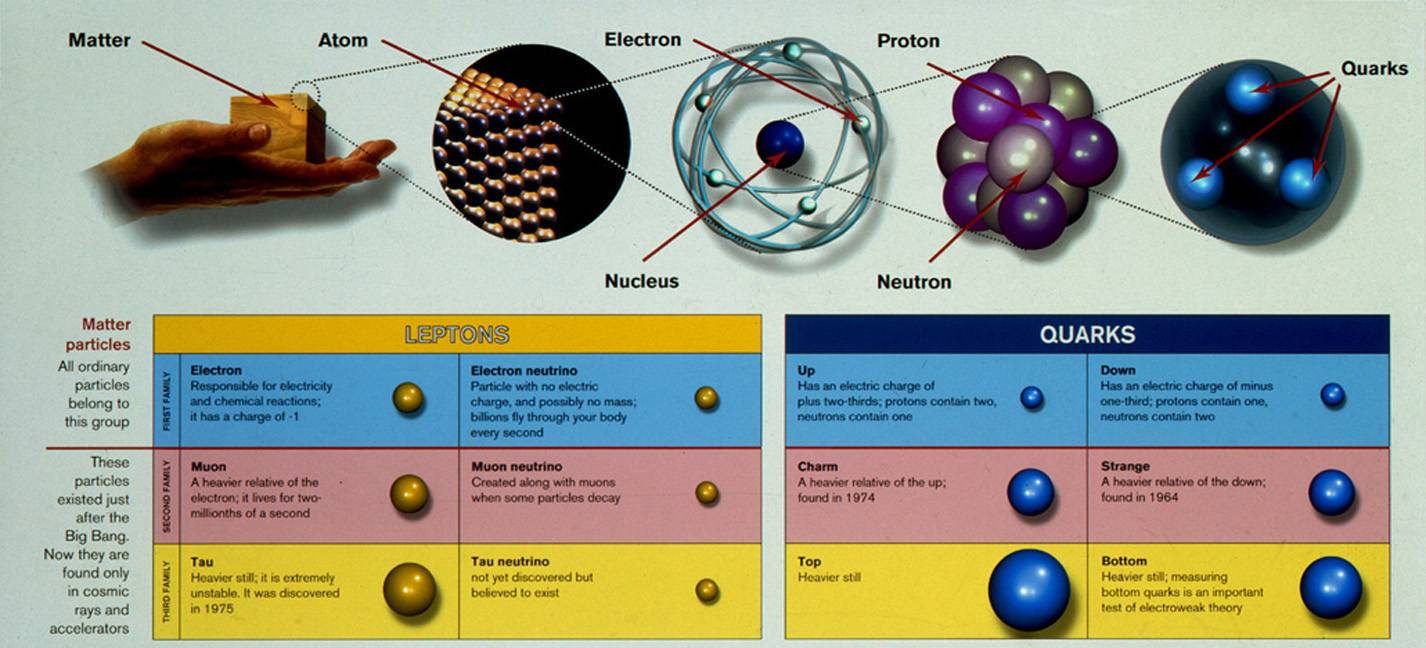 Matter
Atom
Electron
Proton
Quarks
Nucleus
Neutron
Matter
particles
All ordinary
particles
belong to
this group
These
particles
existed just
after the
Big Bang.
Now they are
found only
in cosmic
rays and
accelerators
LEPTONS
FIRST FAMILY
Electron
Responsible for electricity
and chemical reactions;
it has a charge of -1
Electron neutrino
Particle with no electric
charge, and possibly no mass;
billions fly through your body
every second
SECOND FAMILY
Muon
A heavier relative of the
electron; it lives for two-
millionths of a second
Muon neutrino
Created along with muons
when some particles decay
THIRD FAMILY
Tau
Heavier still; it is extremely
unstable. It was discovered
in 1975
Tau neutrino
not yet discovered but
believed to exist
QUARKS
Up
Has an electric charge of
plus two-thirds; protons contain two,
neutrons contain one
Down
Has an electric charge of minus
one-third; protons contain one,
neutrons contain two
Charm
A heavier relative of the up;
found in 1974
Strange
A heavier relative of the down;
found in 1964
Top
Heavier still
Bottom
Heavier still; measuring
bottom quarks is an important
test of electroweak theory